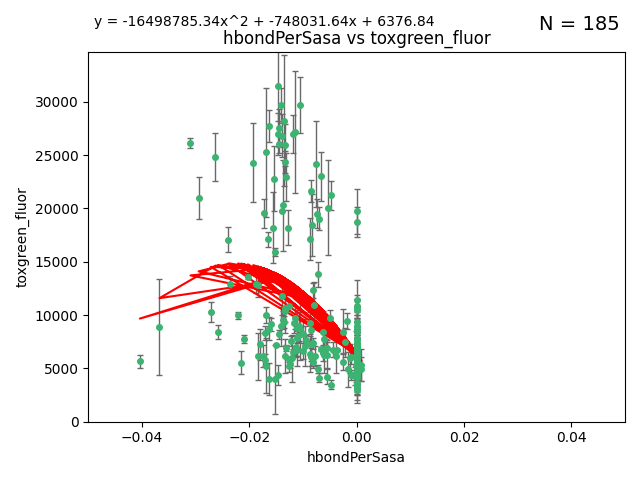 y = -16498785.34x^2 + -748031.64x + 6376.84
N = 185
hbondPerSasa vs toxgreen_fluor
toxgreen_fluor
30000
25000
20000
15000
10000
5000
0
−0.04
−0.02
0.00
0.02
0.04
hbondPerSasa